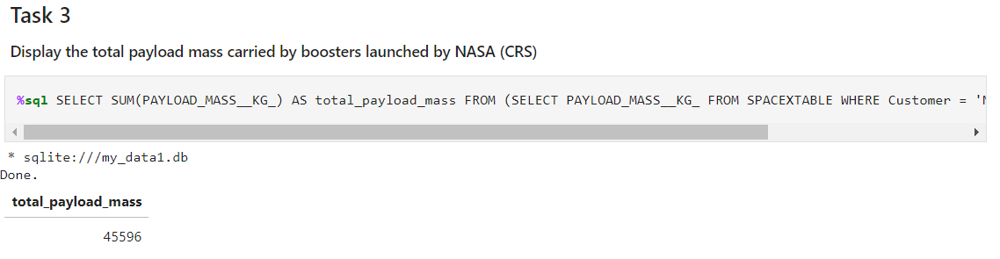 Task 3
Display the total payload mass carried by boosters launched by NASA (CRS)
%sql SELECT SUM(PAYLOAD_MASS__KG_) AS total_payload_mass FROM (SELECT PAYLOAD_MASS__KG_ FROM SPACEXTABLE WHERE Customer = '
* sqlite:///my_data1.db
Done.
total_payload_mass
45596